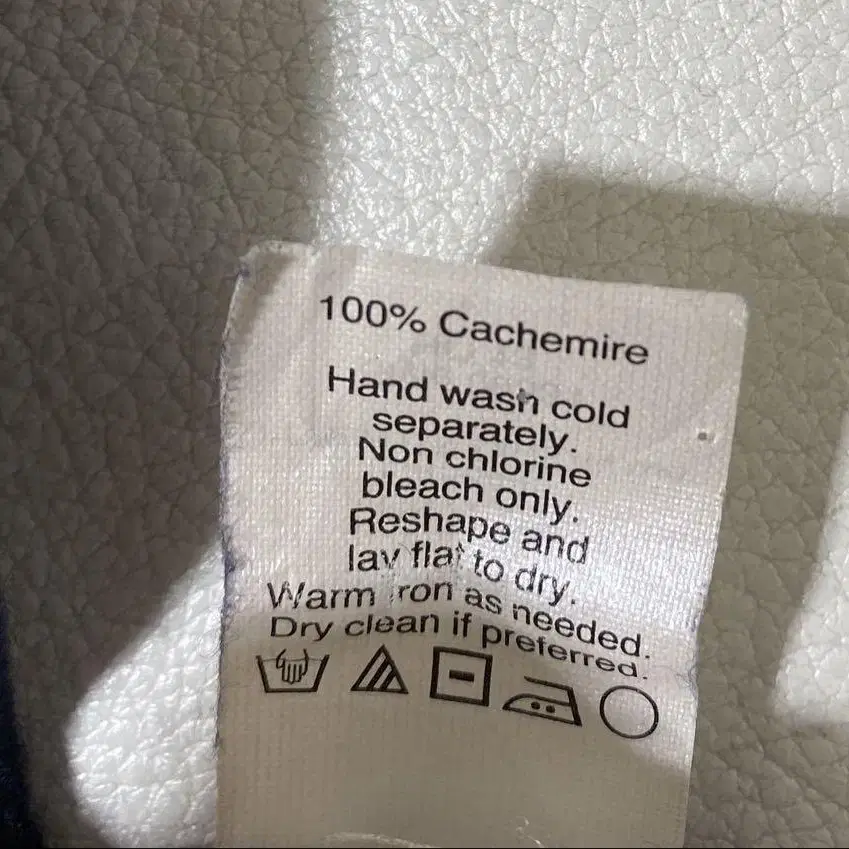 100% Cachemire
Hand wash cold
separately.
Non chlorine
bleach only.
Reshape and
lay flat to dry.
Warm iron as needed.
Dry clean if preferred.